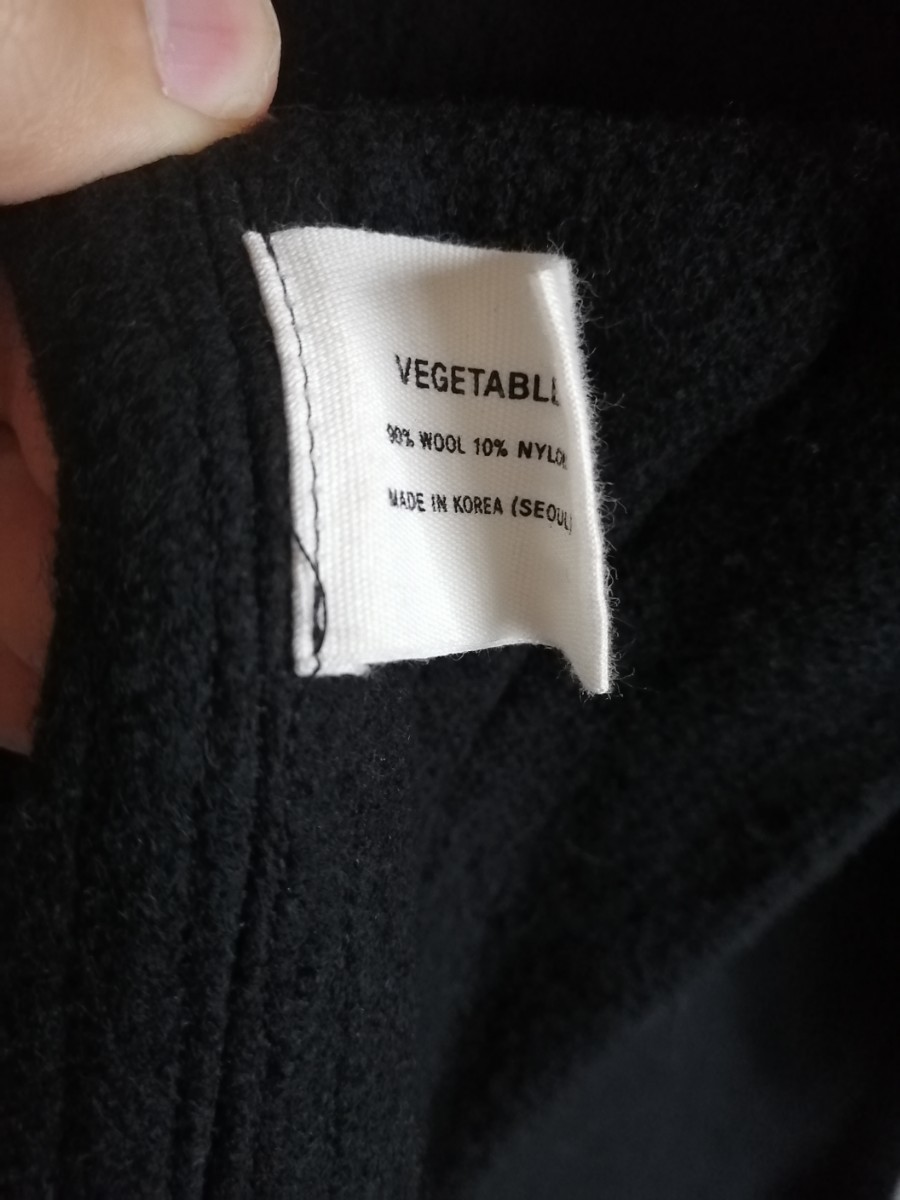 VEGETABLE
90% WOOL 10% NYLON
MADE IN KOREA (SEOUL)